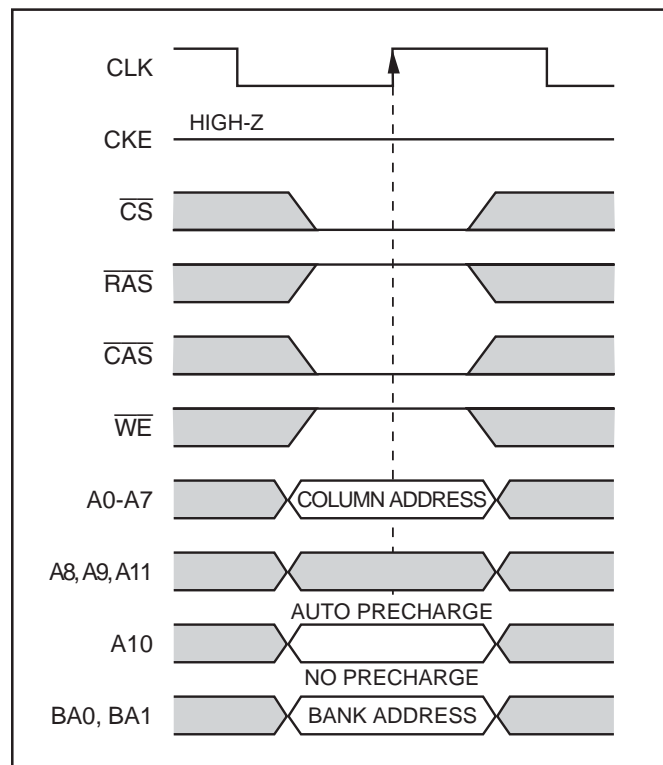 CLK
CKE HIGH-Z
CS
RAS
CAS
WE
A0-A7 COLUMN ADDRESS
A8, A9, A11
AUTO PRECHARGE
A10
NO PRECHARGE
BA0, BA1 BANK ADDRESS